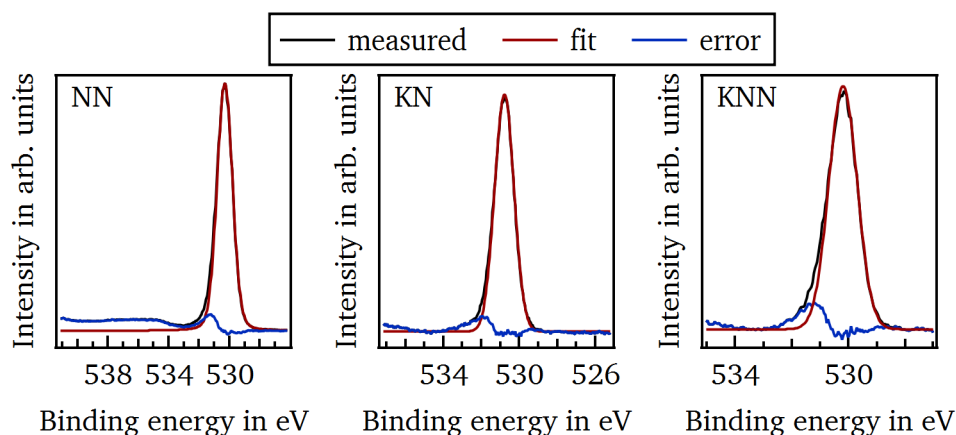 measured fit error
NN
KN
KNN
Intensity in arb. units
Intensity in arb. units
Intensity in arb. units
538 534 530
534 530 526
534 530
Binding energy in eV
Binding energy in eV
Binding energy in eV